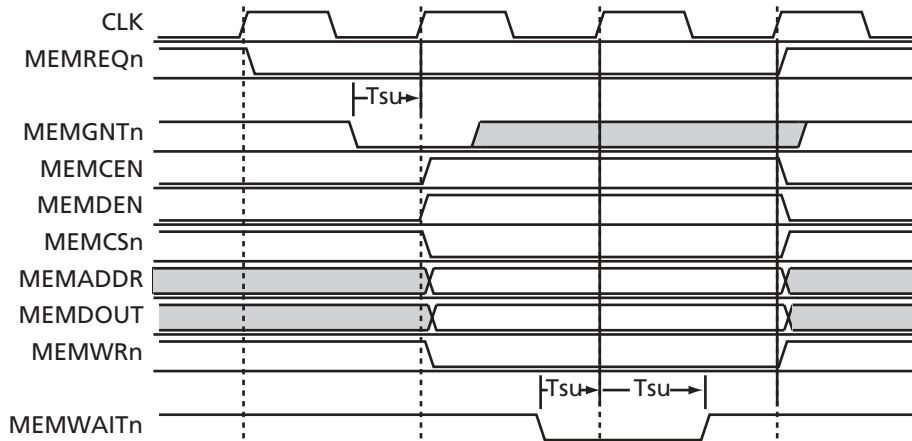 CLK
MEMREQn
Tsu
MEMGNTn
MEMCEN
MEMDEN
MEMCSn
MEMADDR
MEMDOUT
MEMWRn
Tsu Tsu
MEMWAITn